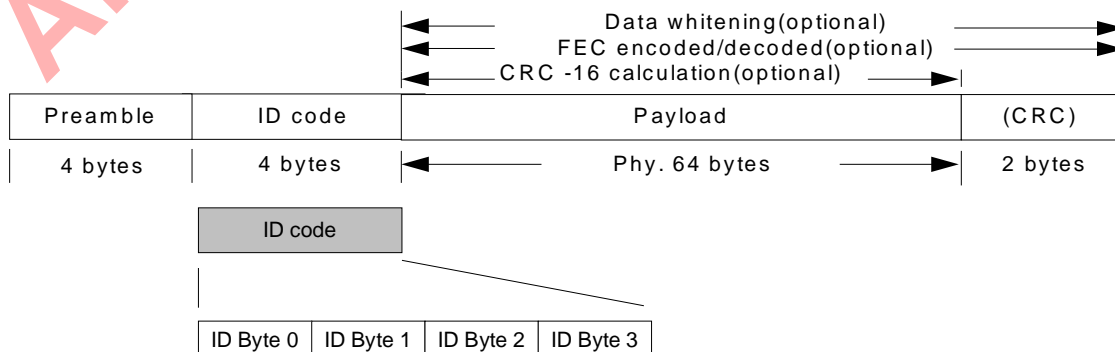 Data whitening(optional)
FEC encoded/decoded(optional)
CRC -16 calculation(optional)
Preamble ID code Payload (CRC)
4 bytes 4 bytes Phy. 64 bytes 2 bytes
ID code
ID Byte 0 ID Byte 1 ID Byte 2 ID Byte 3